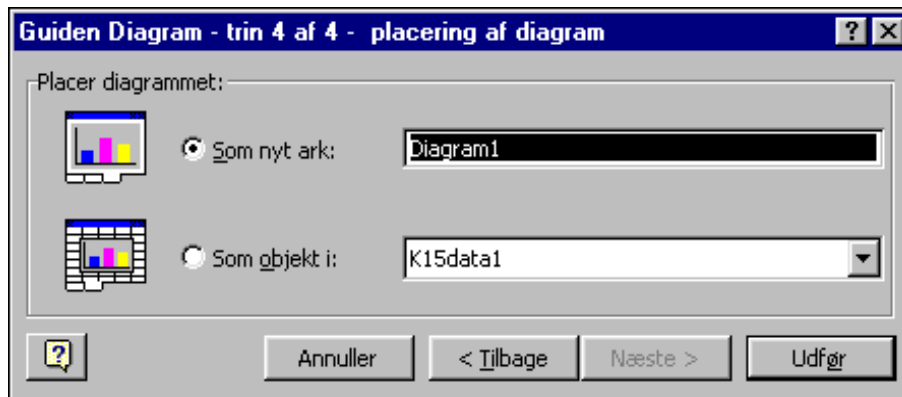 Guiden Diagram - trin 4 af 4 - placering af diagram
Placer diagrammet:
Som nyt ark: Diagram1
Som objekt i: K15data1
Annuller < Tilbage Næste > Udfør